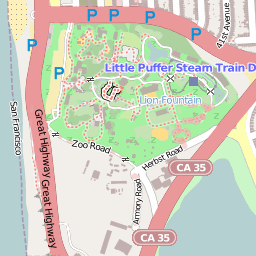 P
P
P
P
P
41st Avenue
Little Puffer Steam Train D
Lion Fountain
San Francisco
Great Highway
Great Highway
Zoo Road
Herbst Road
Armory Road
CA 35
CA 35